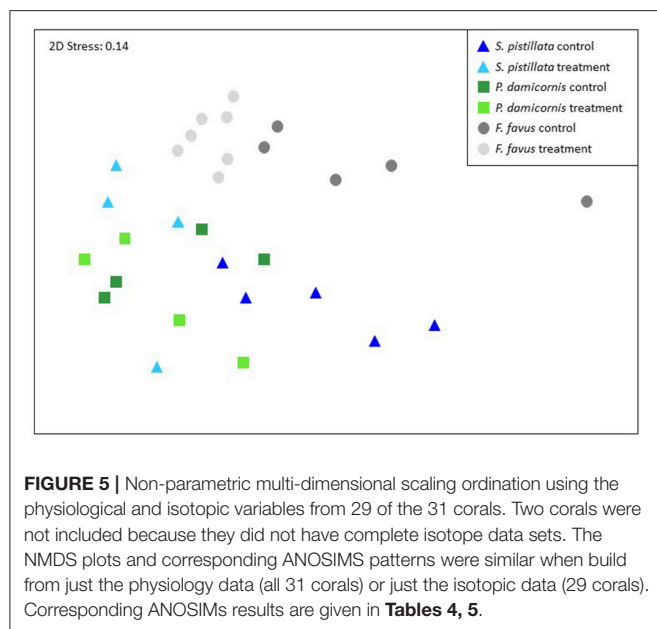 2D Stress: 0.14
S. pistillata control
S. pistillata treatment
P. damicornis control
P. damicornis treatment
F. favus control
F. favus treatment
FIGURE 5 | Non-parametric multi-dimensional scaling ordination using the
physiological and isotopic variables from 29 of the 31 corals. Two corals were
not included because they did not have complete isotope data sets. The
NMDS plots and corresponding ANOSIMS patterns were similar when build
from just the physiology data (all 31 corals) or just the isotopic data (29 corals).
Corresponding ANOSIMs results are given in Tables 4, 5.